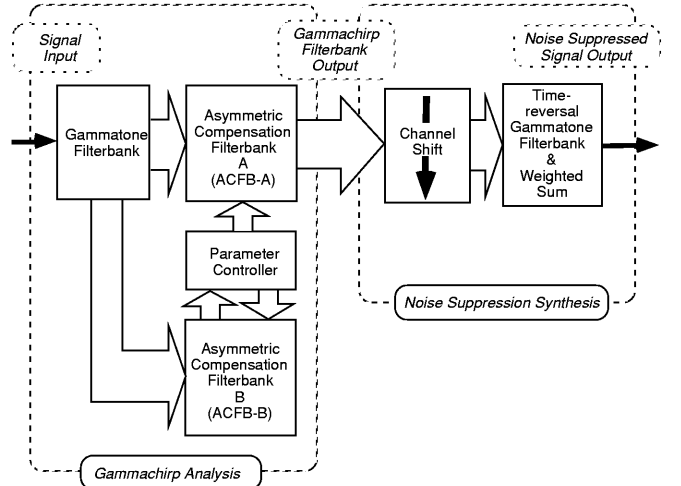 Signal
Input
Gammachirp
Filterbank
Output
Noise Suppressed
Signal Output
Gammatone
Filterbank
Asymmetric
Compensation
Filterbank
A
(ACFB-A)
Channel
Shift
Time-
reversal
Gammatone
Filterbank
&
Weighted
Sum
Parameter
Controller
Asymmetric
Compensation
Filterbank
B
(ACFB-B)
Noise Suppression Synthesis
Gammachirp Analysis